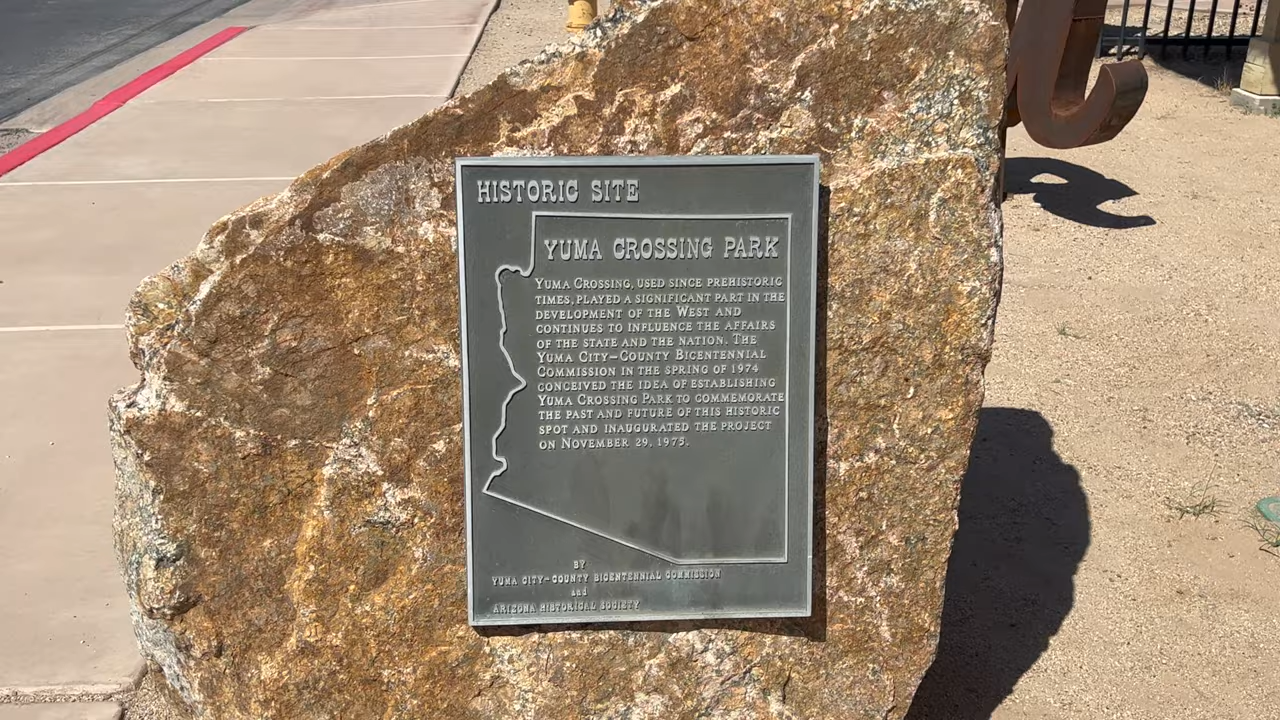 HISTORIC SITE
YUMA CROSSING PARK
YUMA CROSSING, USED SINCE PREHISTORIC
TIMES, PLAYED A SIGNIFICANT PART IN THE
DEVELOPMENT OF THE WEST AND
CONTINUES TO INFLUENCE THE AFFAIRS
OF THE STATE AND THE NATION. THE
YUMA CITY–COUNTY BICENTENNIAL
COMMISSION IN THE SPRING OF 1974
CONCEIVED THE IDEA OF ESTABLISHING
YUMA CROSSING PARK TO COMMEMORATE
THE PAST AND FUTURE OF THIS HISTORIC
SPOT AND INAUGURATED THE PROJECT
ON NOVEMBER 29, 1975.
BY
YUMA CITY–COUNTY BICENTENNIAL COMMISSION
and
ARIZONA HISTORICAL SOCIETY